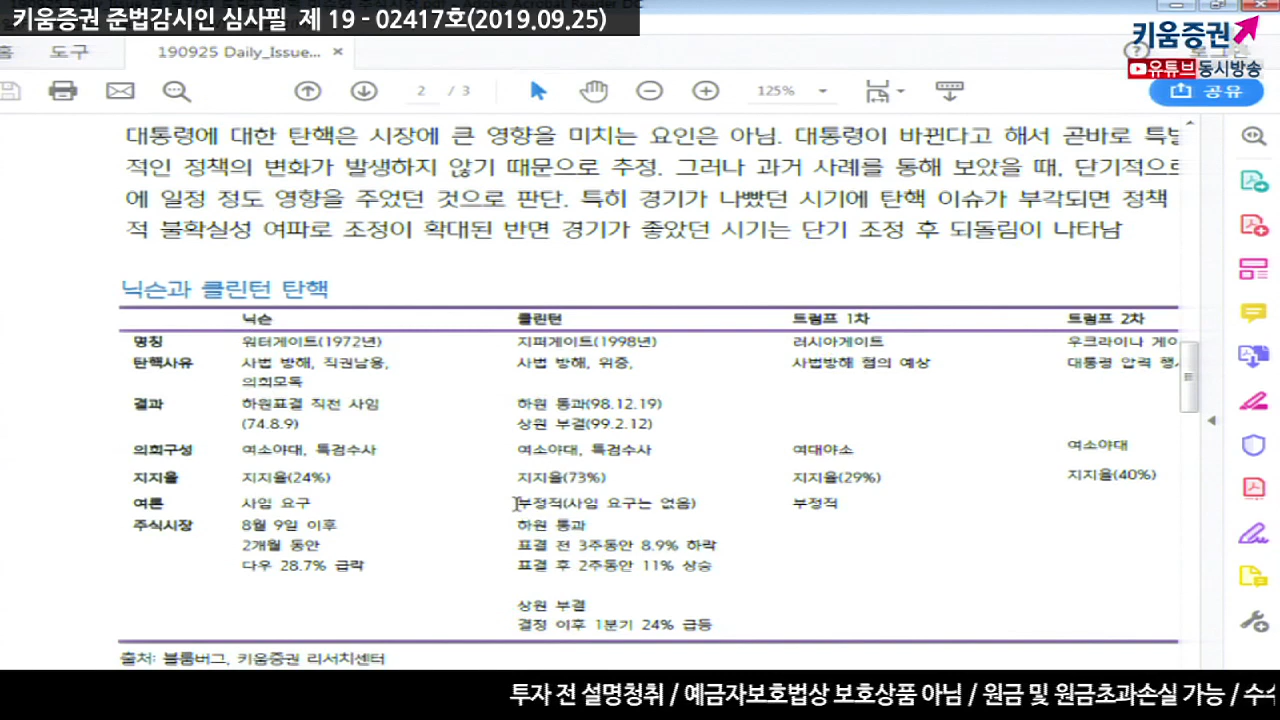 키움증권 준법감시인 심사필 제 19 - 02417호(2019.09.25)
키움증권
유튜브 동시방송
도구
190925 Daily_Issue... ×
2 / 3
125%
공유
대통령에 대한 탄핵은 시장에 큰 영향을 미치는 요인은 아님. 대통령이 바뀐다고 해서 곧바로
적인 정책의 변화가 발생하지 않기 때문으로 추정. 그러나 과거 사례를 통해 보았을 때, 단기적으로
에 일정 정도 영향을 주었던 것으로 판단. 특히 경기가 나빴던 시기에 탄핵 이슈가 부각되면 정책
적 불확실성 여파로 조정이 확대된 반면 경기가 좋았던 시기는 단기 조정 후 되돌림이 나타남
닉슨과 클린턴 탄핵
닉슨 클린턴 트럼프 1차 트럼프 2차
명칭 워터게이트(1972년) 지퍼게이트(1998년) 러시아게이트 우크라이나
탄핵사유 사법 방해, 직권남용, 사법 방해, 위증, 사법방해 혐의 예상 대통령 압력
의회모독
결과 하원표결 직전 사임 하원 통과(98.12.19)
(74.8.9) 상원 부결(99.2.12)
의회구성 여소야대, 특검수사 여소야대, 특검수사 여대야소 여소야대
지지율 지지율(24%) 지지율(73%) 지지율(29%) 지지율(40%)
여론 사임 요구 부정적(사임 요구는 없음) 부정적
주식시장 8월 9일 이후 하원 통과
2개월 동안 표결 전 3주동안 8.9% 하락
다우 28.7% 급락 표결 후 2주동안 11% 상승
상원 부결
결정 이후 1분기 24% 급등
출처: 블룸버그, 키움증권 리서치센터
투자 전 설명청취 / 예금자보호법상 보호상품 아님 / 원금 및 원금초과손실 가능 /